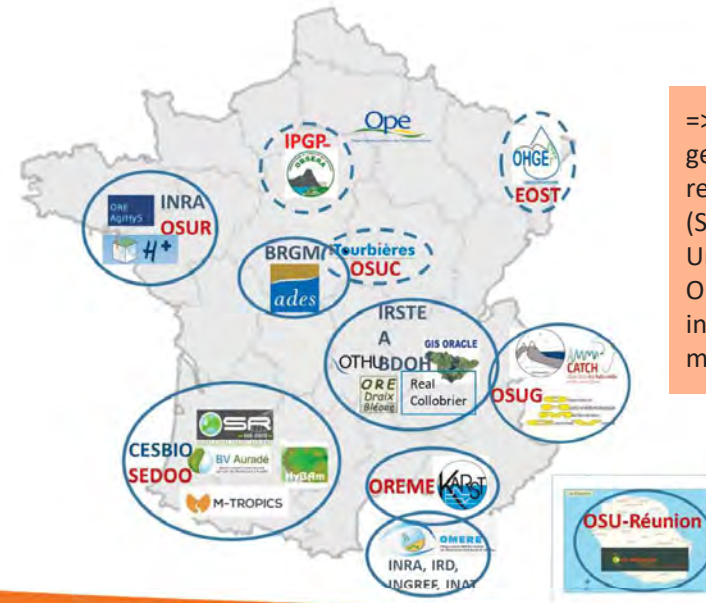 Ope
IPGP
OBSERA
OHGE
EOST
ORE
AgrHyS
INRA
OSUR
H+
BRGM/
Tourbières
OSUC
ades
IRSTE
A
GIS ORACLE
OTHU
BDOH
ORE
Draix
Bléone
Real
Collobrier
CATCH
OSUG
OSR
CESBIO
SEDOO
BV Auradé
HyBAm
M-TROPICS
OREME
KARST
OMERE
INRA, IRD,
INGREF, INAT
OSU-Réunion
=>
ge
re
(S
U
O
in
m